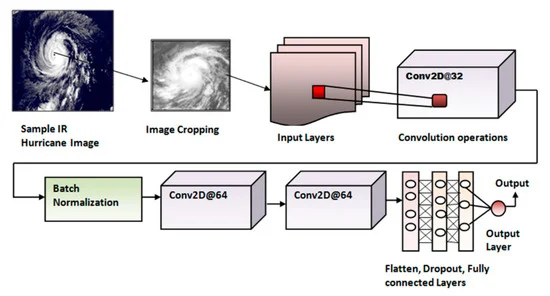 Conv2D@32
Sample IR
Hurricane Image
Image Cropping
Input Layers
Convolution operations
Batch
Normalization
Conv2D@64
Conv2D@64
Output
Output
Layer
Flatten, Dropout, Fully
connected Layers